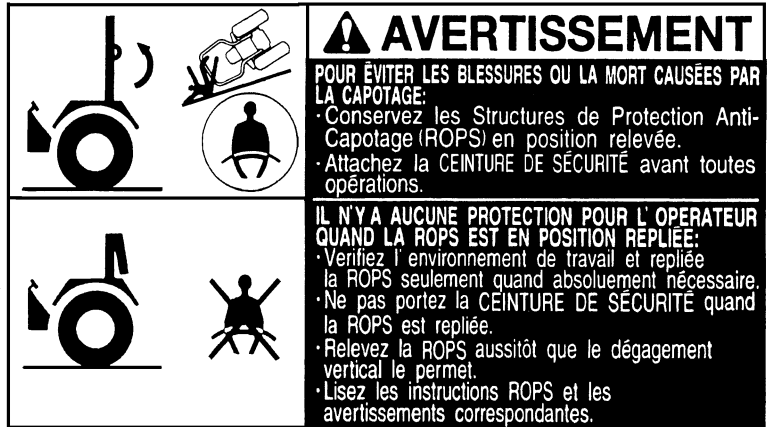 AVERTISSEMENT
POUR ÉVITER LES BLESSURES OU LA MORT CAUSÉES PAR
LA CAPOTAGE:
·Conservez les Structures de Protection Anti-
Capotage (ROPS) en position relevée.
·Attachez la CEINTURE DE SÉCURITÉ avant toutes
opérations.
IL N'Y A AUCUNE PROTECTION POUR L'OPERATEUR
QUAND LA ROPS EST EN POSITION REPLIÉE:
·Verifiez l'environnement de travail et repliée
la ROPS seulement quand absoluement nécessaire.
·Ne pas portez la CEINTURE DE SÉCURITÉ quand
la ROPS est repliée.
·Relevez la ROPS aussitôt que le dégagement
vertical le permet.
·Lisez les instructions ROPS et les
avertissements correspondantes.